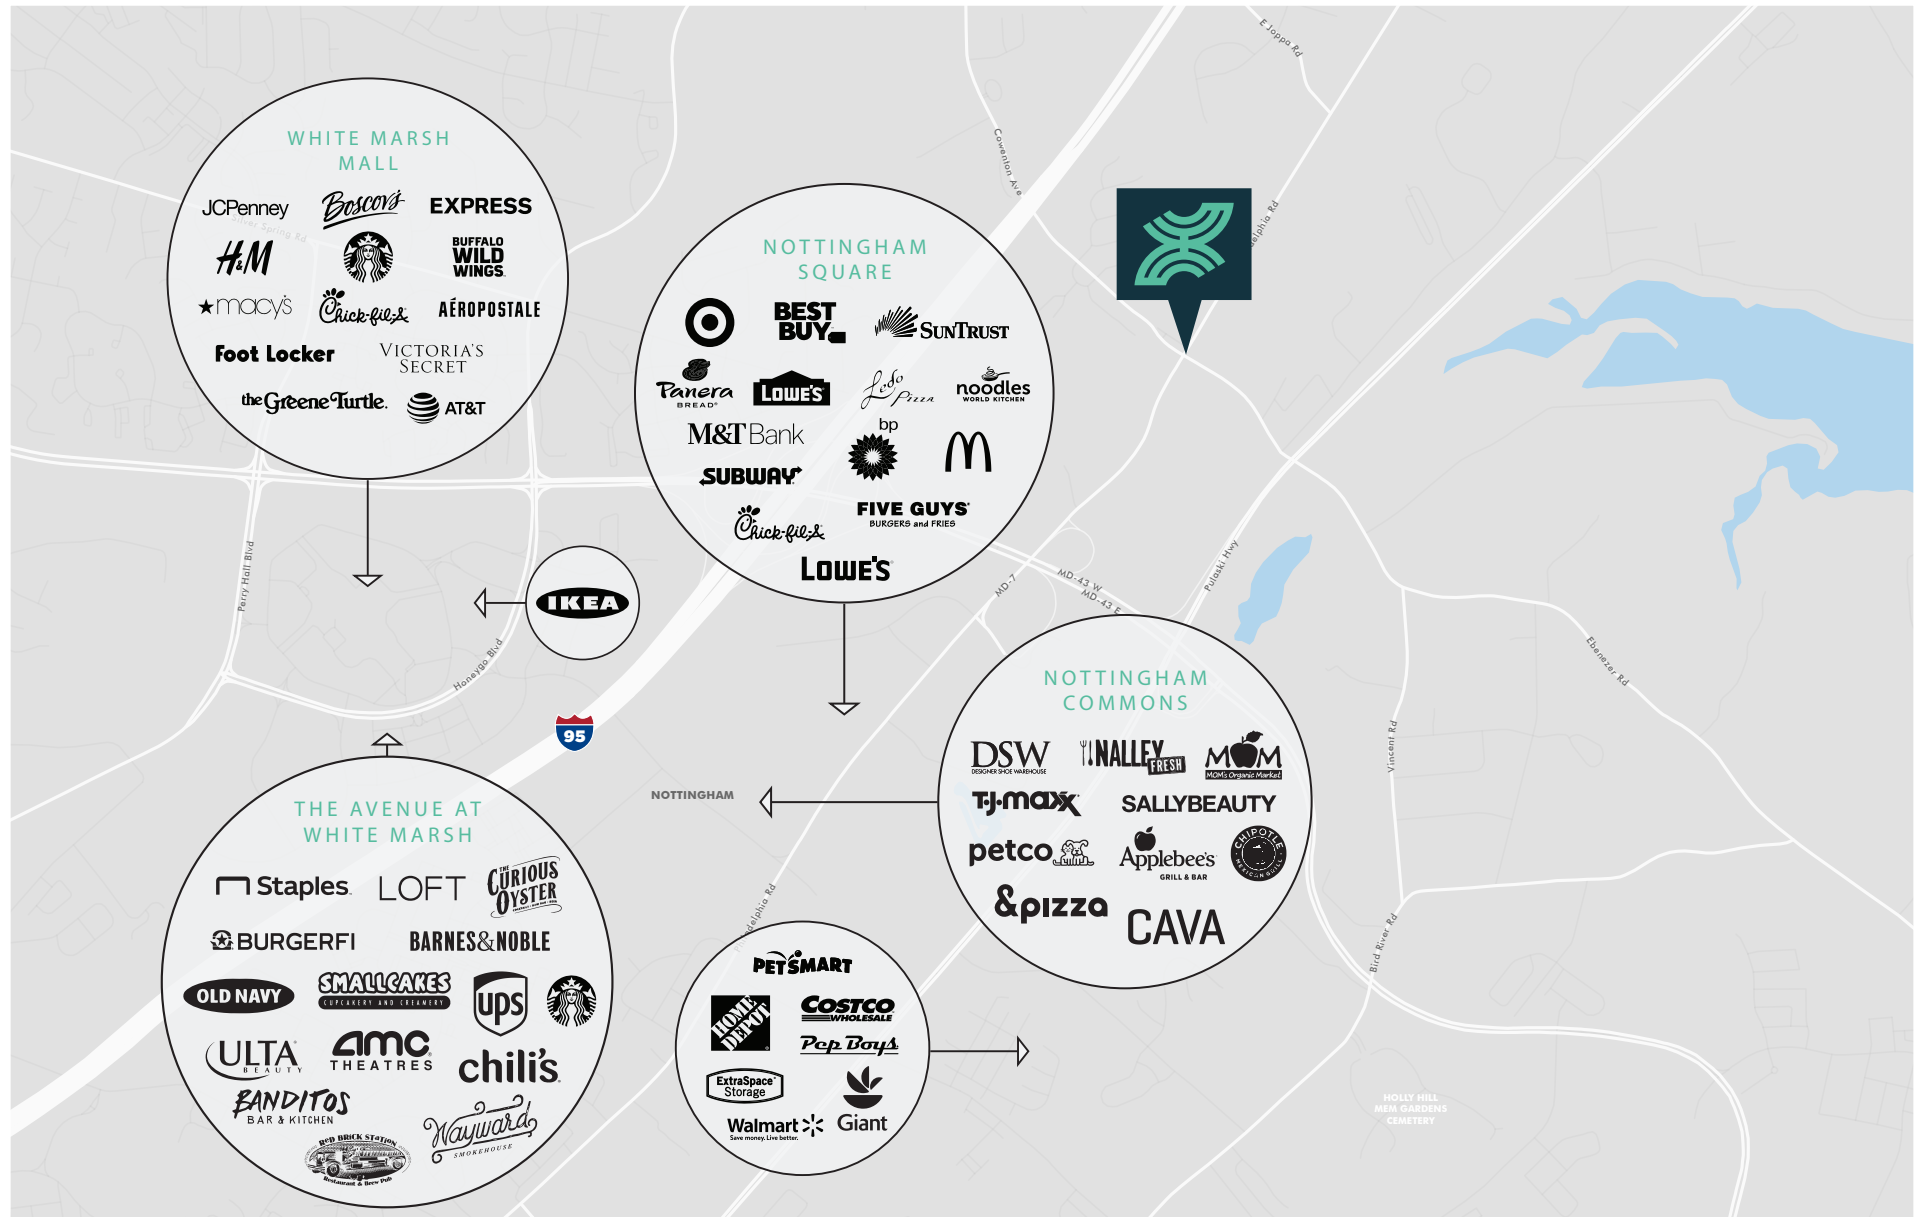 E Joppa Rd
Cowenton Ave
WHITE MARSH
MALL
JCPenney
Boscov's
EXPRESS
Silver Spring Rd
H&M
BUFFALO
WILD
WINGS
macy's
Chick-fil-A
AÉROPOSTALE
Foot Locker
VICTORIA'S
SECRET
the Greene Turtle.
AT&T
NOTTINGHAM
SQUARE
BEST
BUY
SUNTRUST
Panera
BREAD®
LOWE'S
Ledo
Pizza
noodles
WORLD KITCHEN
M&T Bank
bp
SUBWAY
FIVE GUYS®
BURGERS and FRIES
Chick-fil-A
LOWE'S
elphia Rd
Perry Hall Blvd
IKEA
Honeygo Blvd
95
MD-7
MD-43 W
MD-43 E
Pulaski Hwy
Ebenezer Rd
Vincent Rd
Bird River Rd
NOTTINGHAM
NOTTINGHAM
COMMONS
DSW
DESIGNER SHOE WAREHOUSE
NALLEY
FRESH
MOM
MOM's Organic Market
T·J·maxx
SALLYBEAUTY
petco
Applebee's
GRILL & BAR
CHIPOTLE
MEXICAN GRILL
&pizza
CAVA
THE AVENUE AT
WHITE MARSH
Staples
LOFT
THE
CURIOUS
OYSTER
BURGERFI
BARNES&NOBLE
OLD NAVY
SMALLCAKES
CUPCAKERY AND CREAMERY
ups
ULTA
BEAUTY
amc
THEATRES
chili's
BANDITOS
BAR & KITCHEN
Wayward
SMOKEHOUSE
RED BRICK STATION
Restaurant & Brew Pub
Philadelphia Rd
PETSMART
THE
HOME
DEPOT
COSTCO
WHOLESALE
Pep Boys
ExtraSpace
Storage
Walmart
Save money. Live better.
Giant
HOLLY HILL
MEM GARDENS
CEMETERY